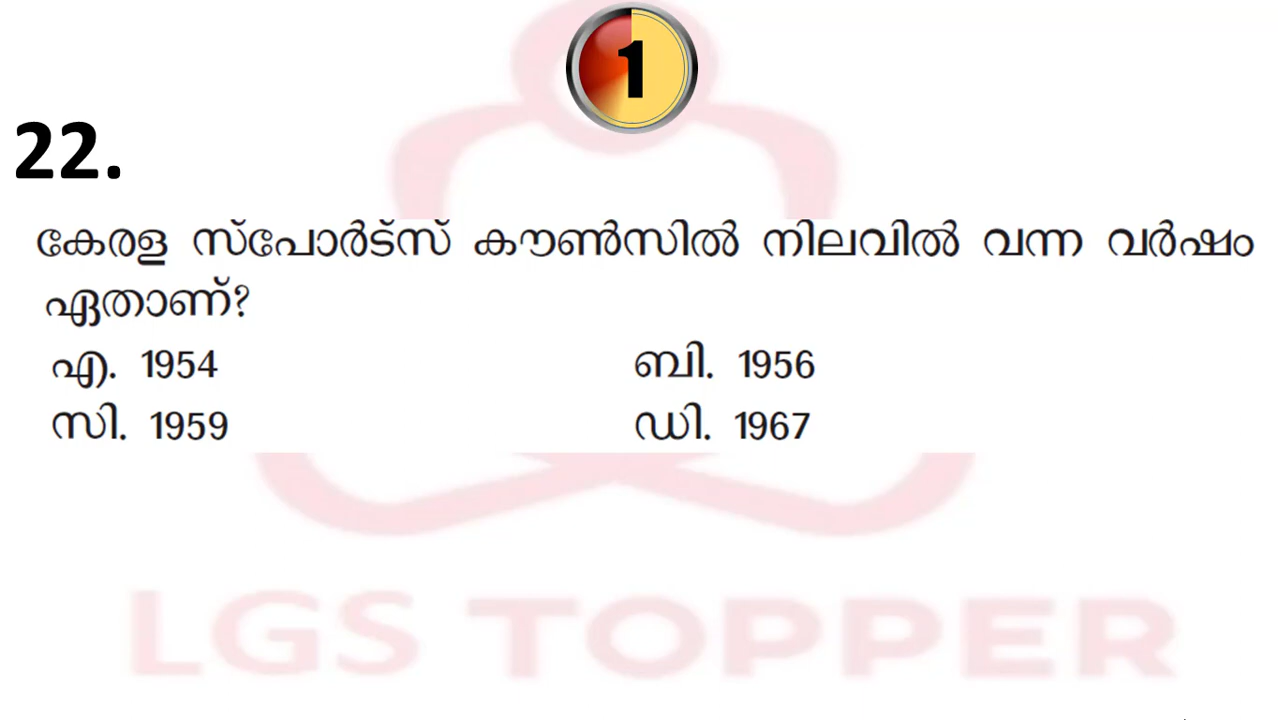 1
22.
കേരള സ്പോർട്സ് കൗൺസിൽ നിലവിൽ വന്ന വർഷം
ഏതാണ്?
എ. 1954 ബി. 1956
സി. 1959 ഡി. 1967
LGS TOPPER